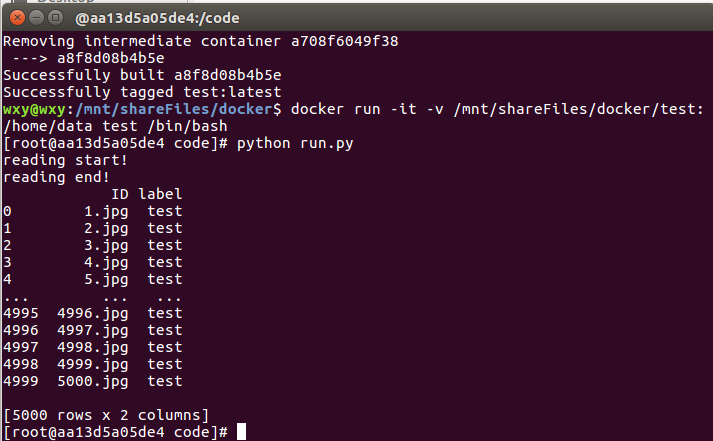 @aa13d5a05de4:/code
Removing intermediate container a708f6049f38
 ---> a8f8d08b4b5e
Successfully built a8f8d08b4b5e
Successfully tagged test:latest
wxy@wxy:/mnt/shareFiles/docker$ docker run -it -v /mnt/shareFiles/docker/test:
/home/data test /bin/bash
[root@aa13d5a05de4 code]# python run.py
reading start!
reading end!
            ID label
0        1.jpg  test
1        2.jpg  test
2        3.jpg  test
3        4.jpg  test
4        5.jpg  test
...        ...   ...
4995  4996.jpg  test
4996  4997.jpg  test
4997  4998.jpg  test
4998  4999.jpg  test
4999  5000.jpg  test
[5000 rows x 2 columns]
[root@aa13d5a05de4 code]#